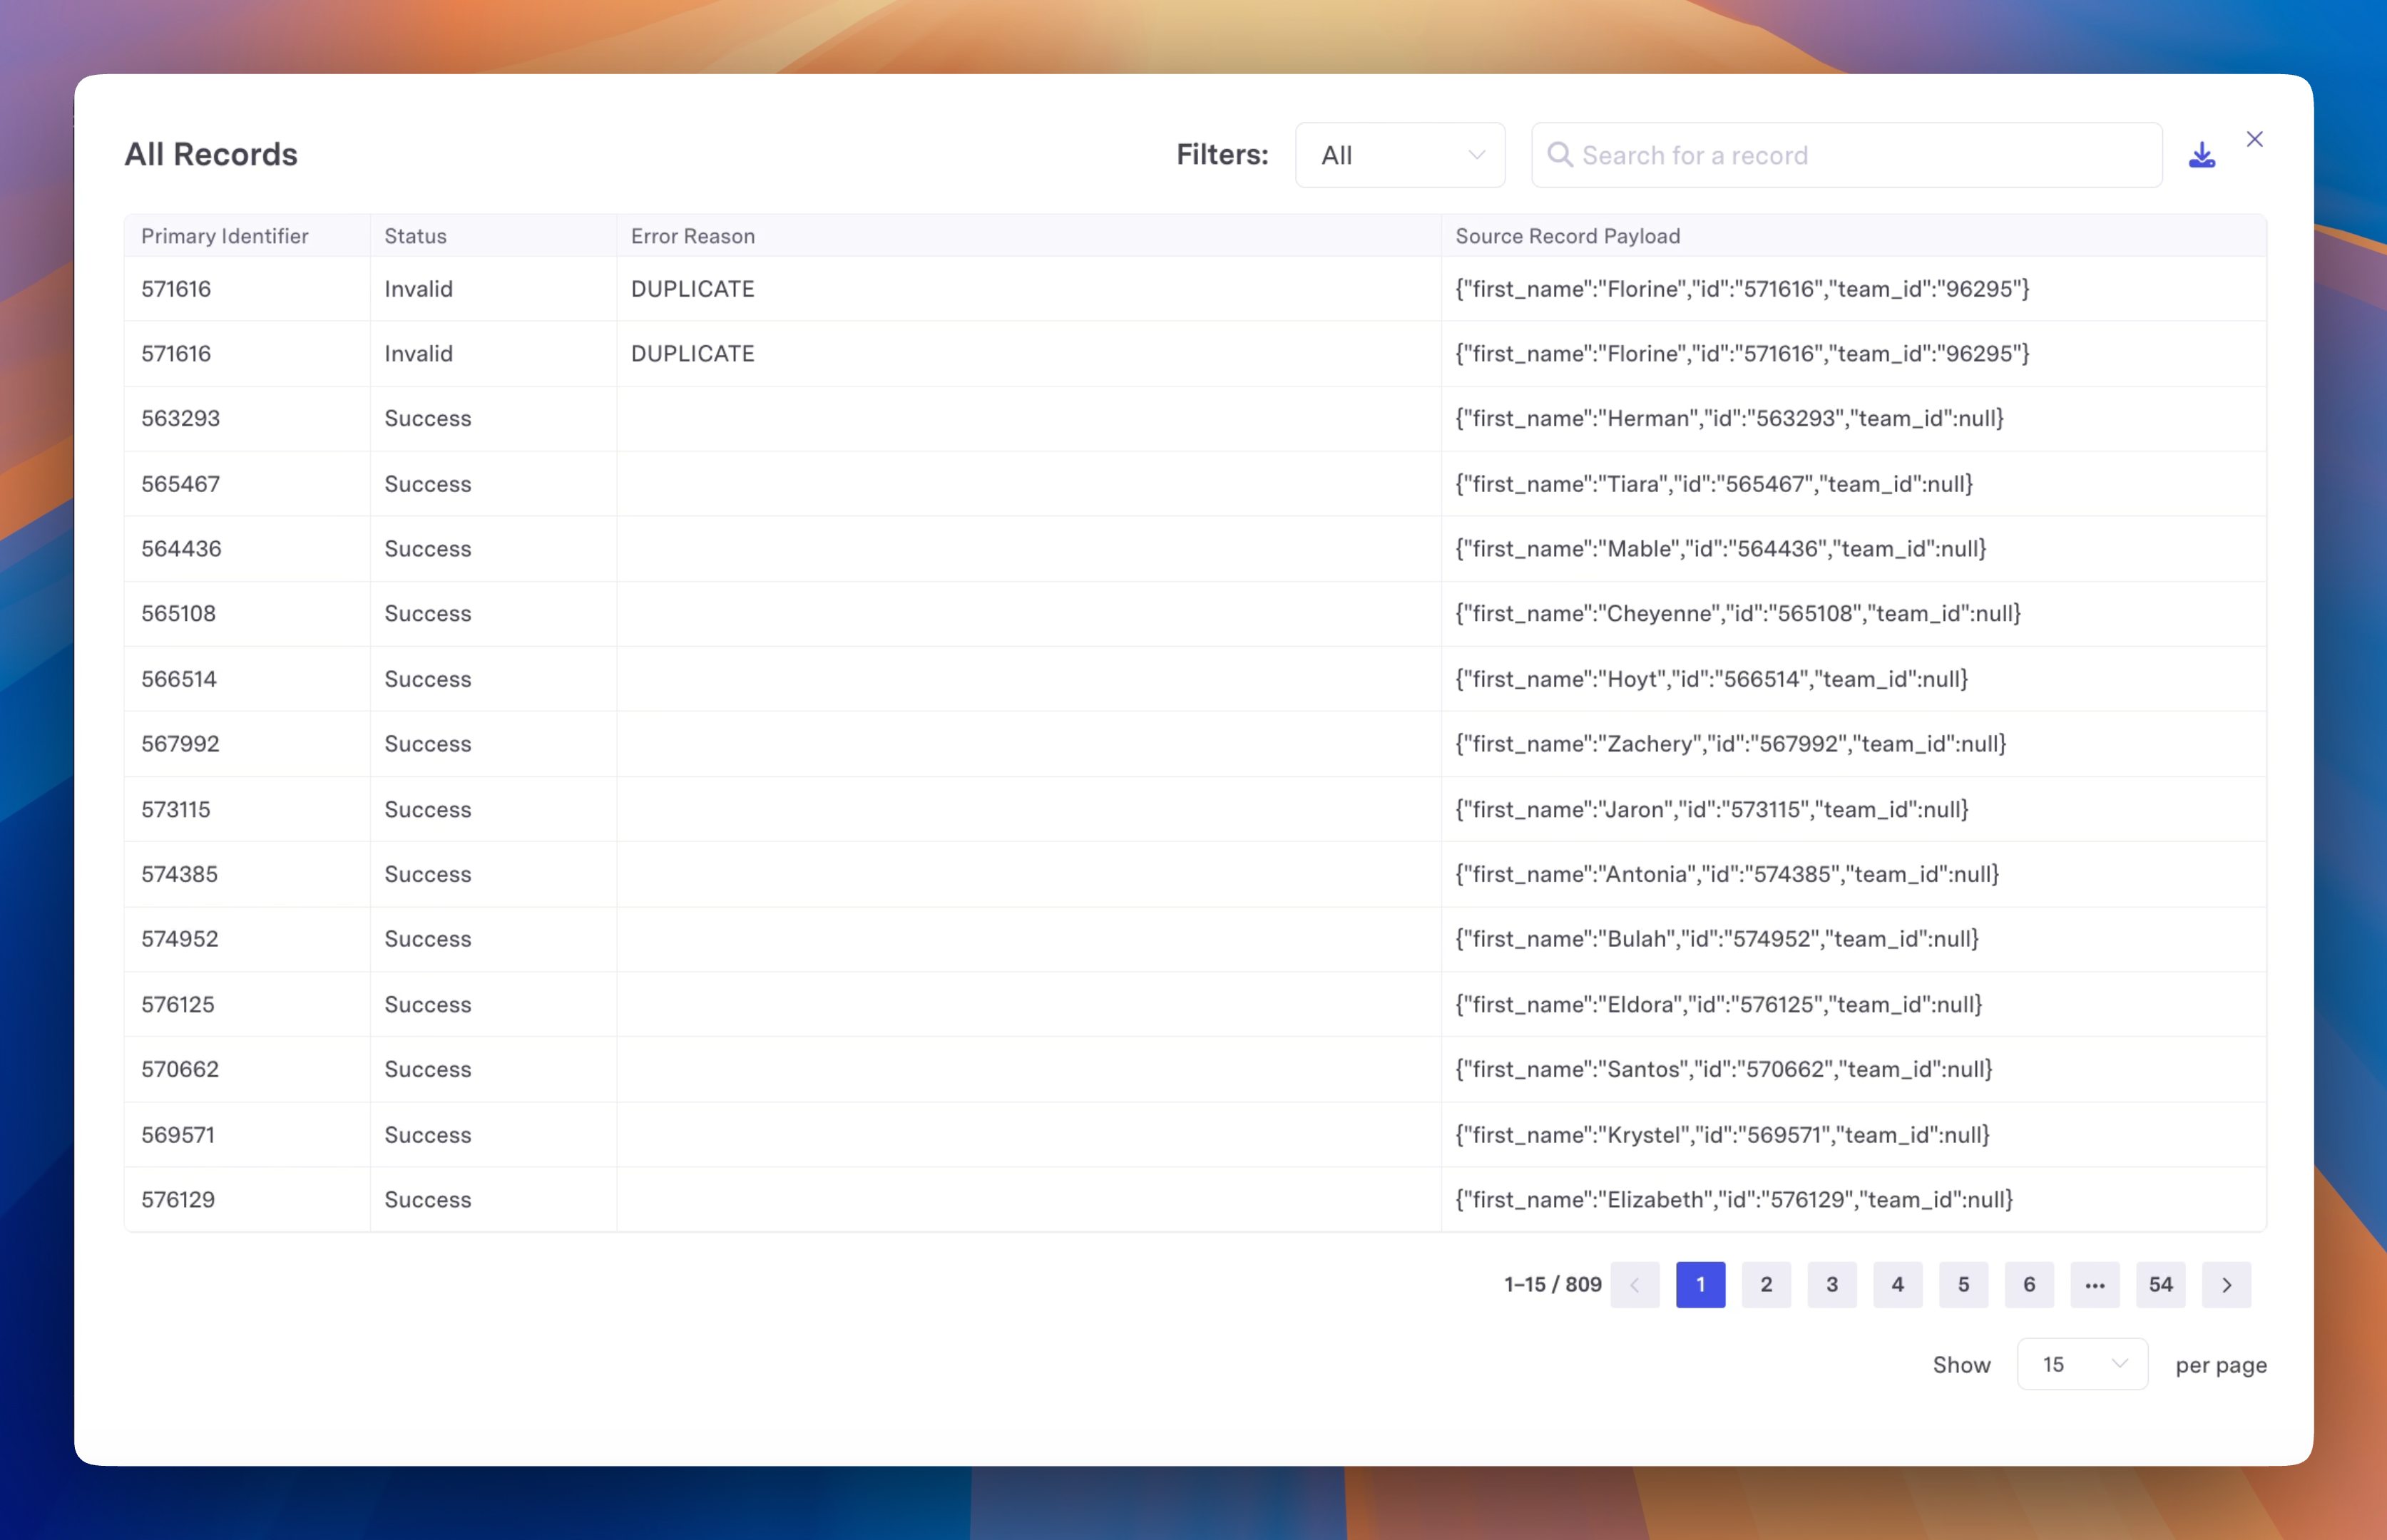 All Records Filters: All Search for a record
Primary Identifier Status Error Reason Source Record Payload
571616 Invalid DUPLICATE {"first_name":"Florine","id":"571616","team_id":"96295"}
571616 Invalid DUPLICATE {"first_name":"Florine","id":"571616","team_id":"96295"}
563293 Success {"first_name":"Herman","id":"563293","team_id":null}
565467 Success {"first_name":"Tiara","id":"565467","team_id":null}
564436 Success {"first_name":"Mable","id":"564436","team_id":null}
565108 Success {"first_name":"Cheyenne","id":"565108","team_id":null}
566514 Success {"first_name":"Hoyt","id":"566514","team_id":null}
567992 Success {"first_name":"Zachery","id":"567992","team_id":null}
573115 Success {"first_name":"Jaron","id":"573115","team_id":null}
574385 Success {"first_name":"Antonia","id":"574385","team_id":null}
574952 Success {"first_name":"Bulah","id":"574952","team_id":null}
576125 Success {"first_name":"Eldora","id":"576125","team_id":null}
570662 Success {"first_name":"Santos","id":"570662","team_id":null}
569571 Success {"first_name":"Krystel","id":"569571","team_id":null}
576129 Success {"first_name":"Elizabeth","id":"576129","team_id":null}
1–15 / 809 1 2 3 4 5 6 ••• 54
Show 15 per page